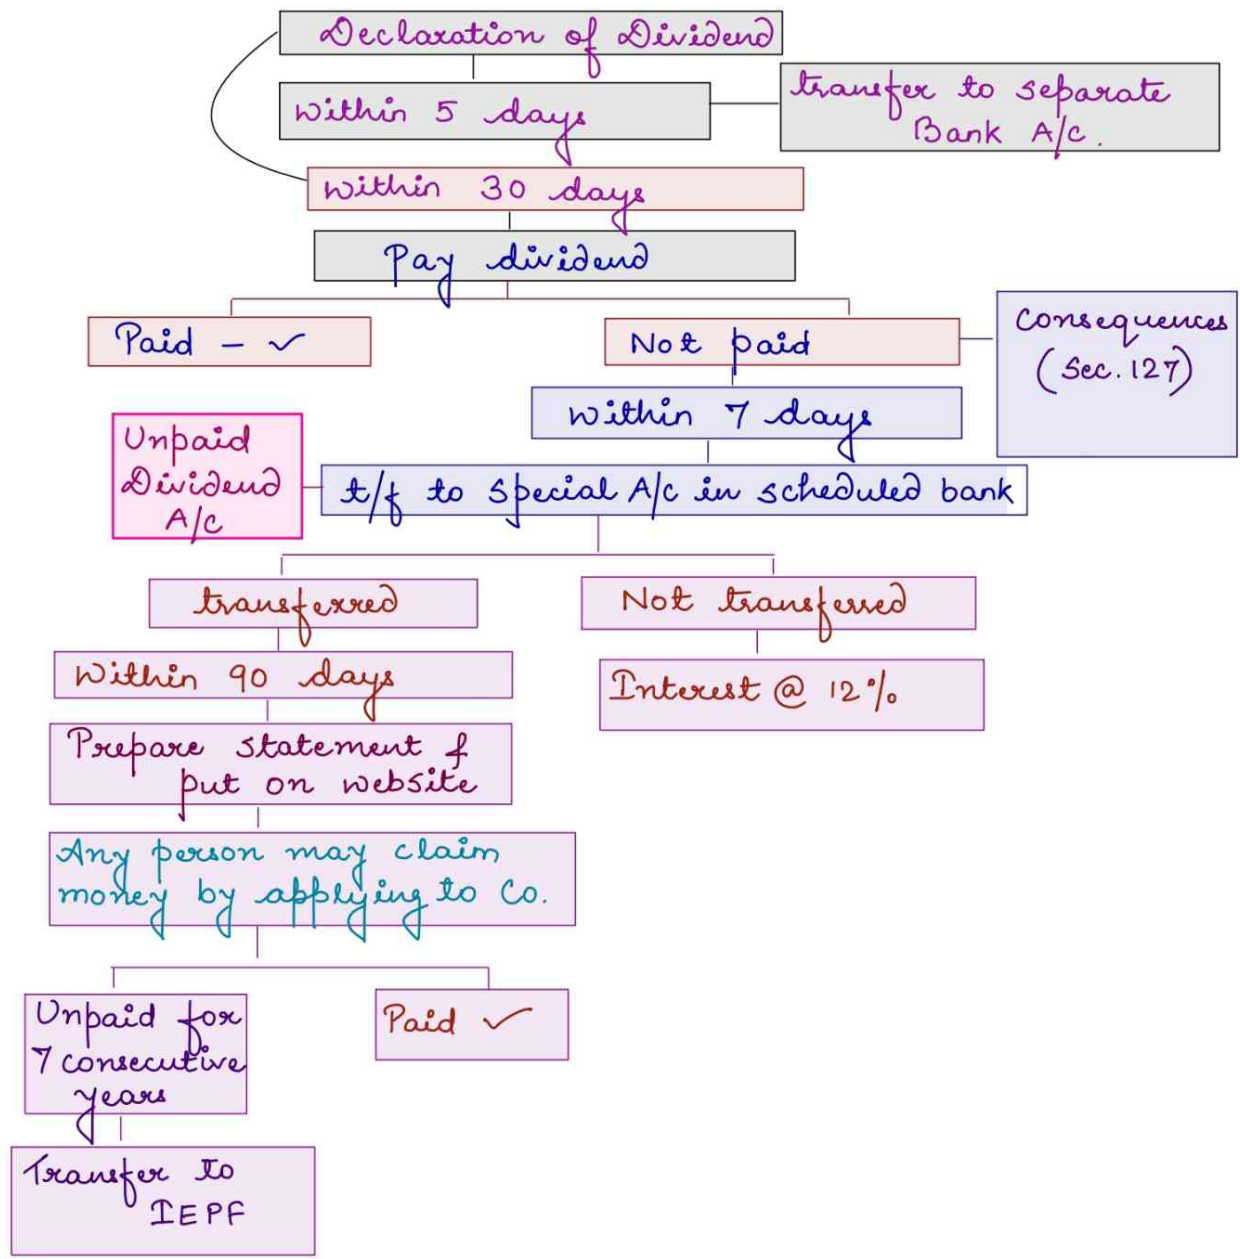 Declaration of Dividend
within 5 days
transfer to separate
Bank A/c.
within 30 days
Pay dividend
Paid - ✓
Not paid
consequences
(Sec. 127)
within 7 days
Unpaid
Dividend
A/c
t/f to special A/c in scheduled bank
transferred
Not transferred
Within 90 days
Interest @ 12%
Prepare statement &
put on website
Any person may claim
money by applying to Co.
Unpaid for
7 consecutive
years
Paid ✓
Transfer to
IEPF